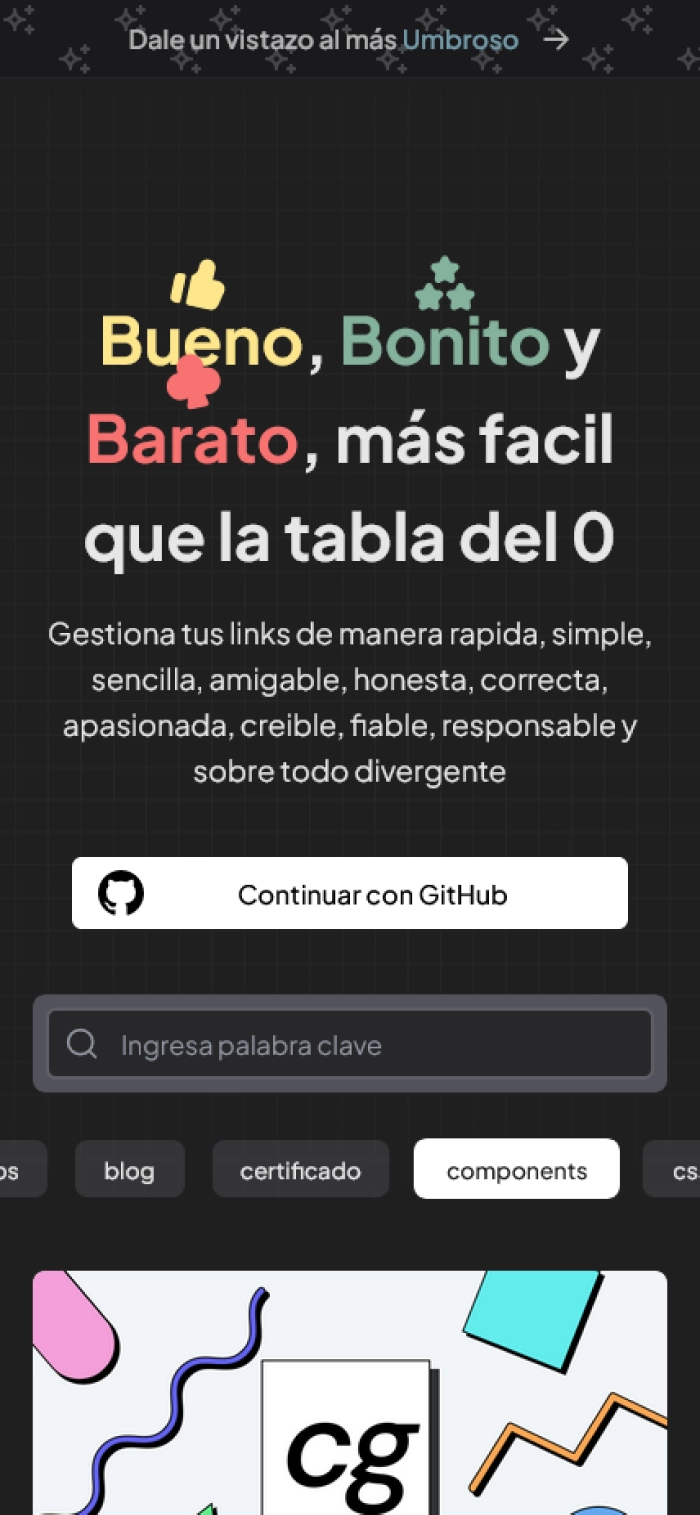 Dale un vistazo al más Umbroso
Bueno, Bonito y
Barato, más facil
que la tabla del 0
Gestiona tus links de manera rapida, simple,
sencilla, amigable, honesta, correcta,
apasionada, creible, fiable, responsable y
sobre todo divergente
Continuar con GitHub
Ingresa palabra clave
blog certificado components
cg